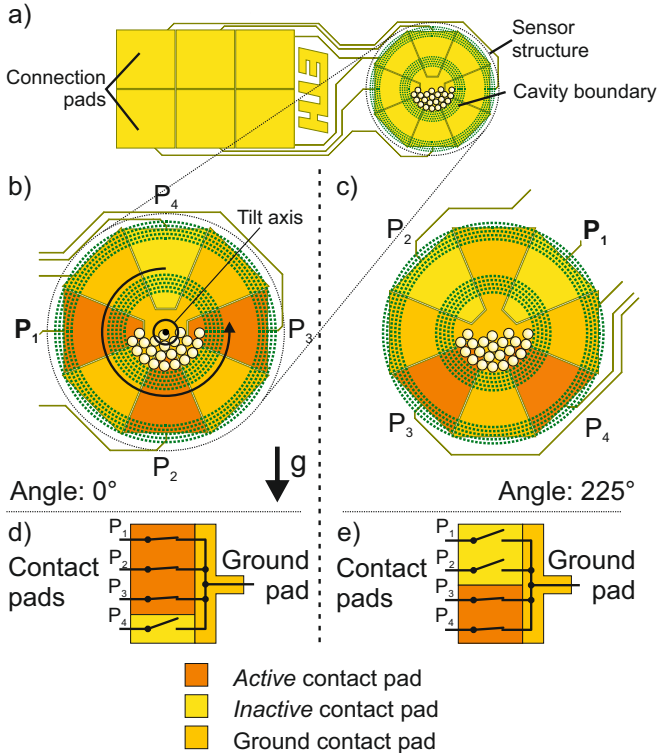 a)
Connection
pads
ETH
Sensor
structure
Cavity boundary
b)
P4
Tilt axis
P1
P3
P2
g
Angle: 0°
c)
P2
P1
P3
P4
Angle: 225°
d)
P1
P2
P3
P4
Contact
pads
Ground
pad
e)
P1
P2
P3
P4
Contact
pads
Ground
pad
Active contact pad
Inactive contact pad
Ground contact pad